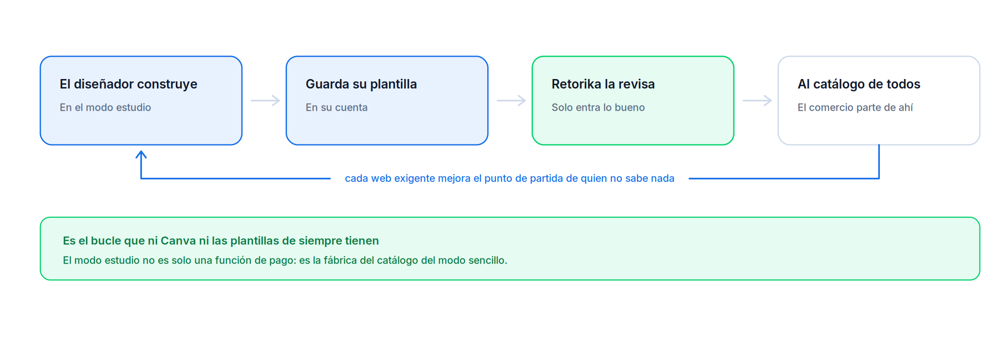 El diseñador construye
En el modo estudio
Guarda su plantilla
En su cuenta
Retorika la revisa
Solo entra lo bueno
Al catálogo de todos
El comercio parte de ahí
cada web exigente mejora el punto de partida de quien no sabe nada
Es el bucle que ni Canva ni las plantillas de siempre tienen
El modo estudio no es solo una función de pago: es la fábrica del catálogo del modo sencillo.